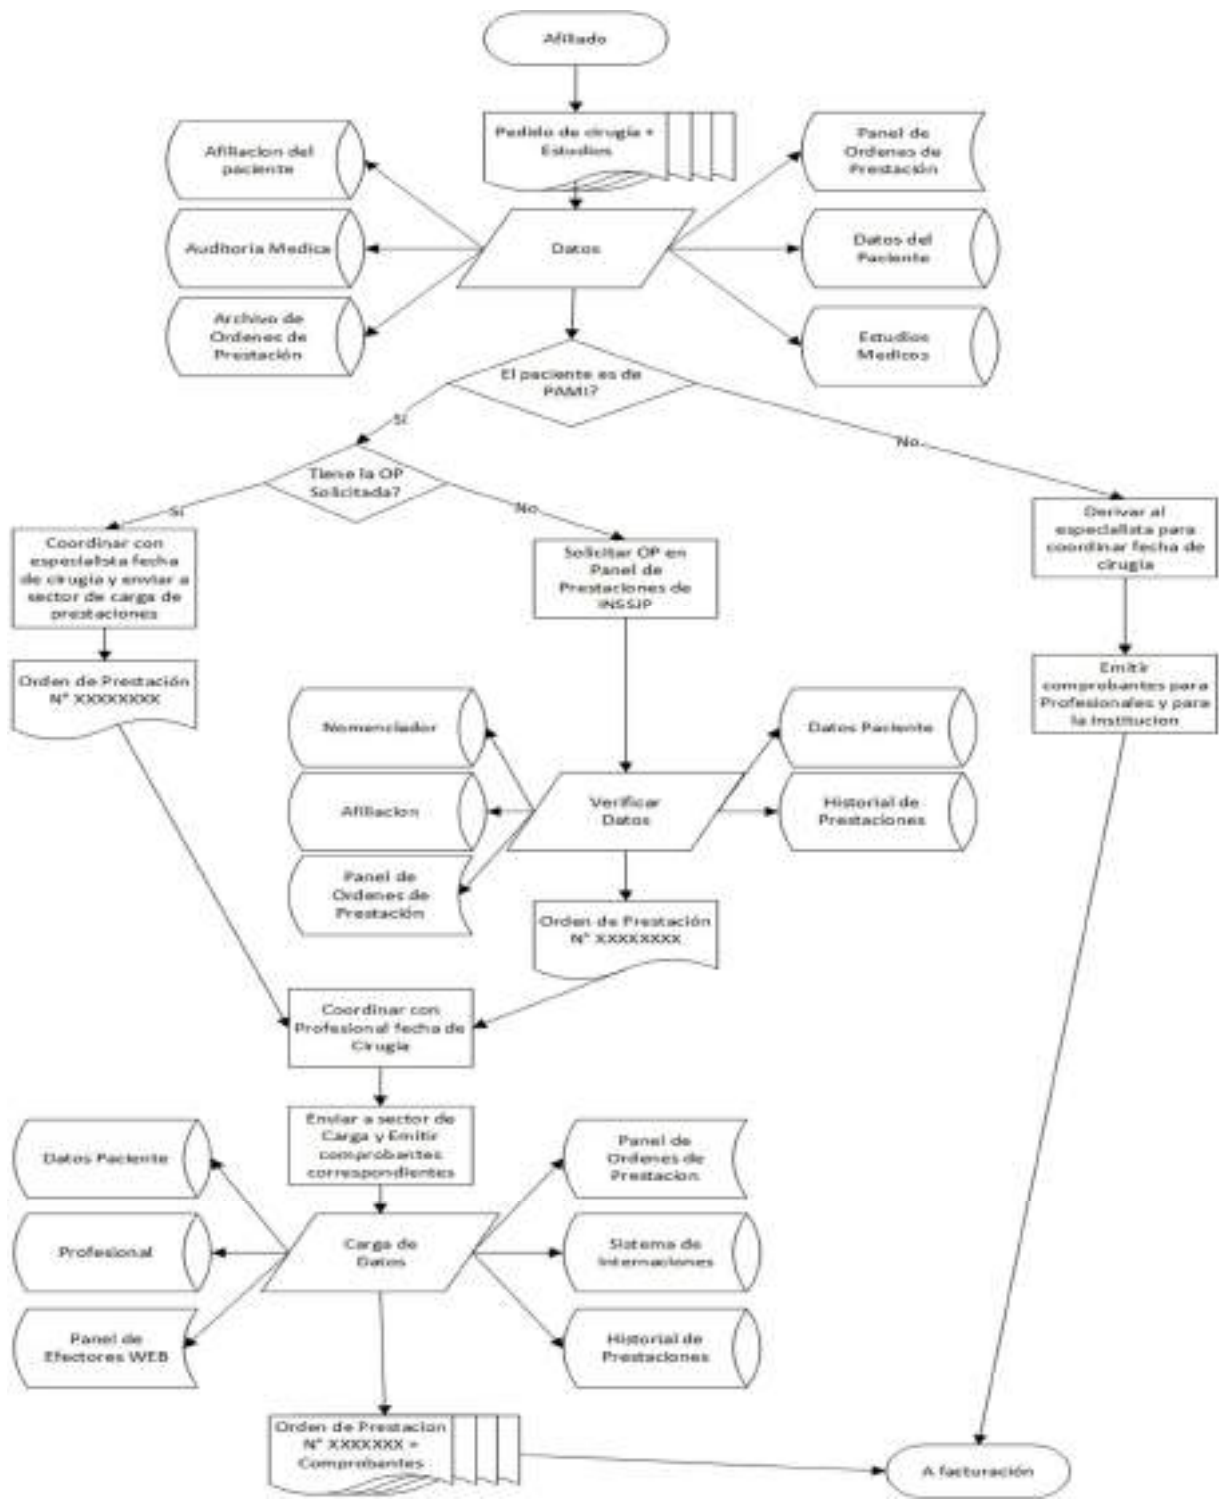 Afiliado
Pedido de cirugía +
Estudios
Afiliacion del
paciente
Panel de
Ordenes de
Prestación
Auditoria Medica
Datos
Datos del
Paciente
Archivo de
Ordenes de
Prestación
Estudios
Medicos
El paciente es de
PAMI?
Si
No
Tiene la OP
Solicitada?
Si
No
Coordinar con
especialista fecha
de cirugía y enviar a
sector de carga de
prestaciones
Solicitar OP en
Panel de
Prestaciones de
INSSJP
Derivar al
especialista para
coordinar fecha de
cirugía
Orden de Prestación
N° XXXXXXXX
Emitir
comprobantes para
Profesionales y para
la Institucion
Nomenclador
Datos Paciente
Afiliacion
Verificar
Datos
Historial de
Prestaciones
Panel de
Ordenes de
Prestación
Orden de Prestación
N° XXXXXXXX
Coordinar con
Profesional fecha de
Cirugía
Enviar a sector de
Carga y Emitir
comprobantes
correspondientes
Datos Paciente
Panel de
Ordenes de
Prestacion
Profesional
Carga de
Datos
Sistema de
Internaciones
Panel de
Efectores WEB
Historial de
Prestaciones
Orden de Prestacion
N° XXXXXXX +
Comprobantes
A facturación